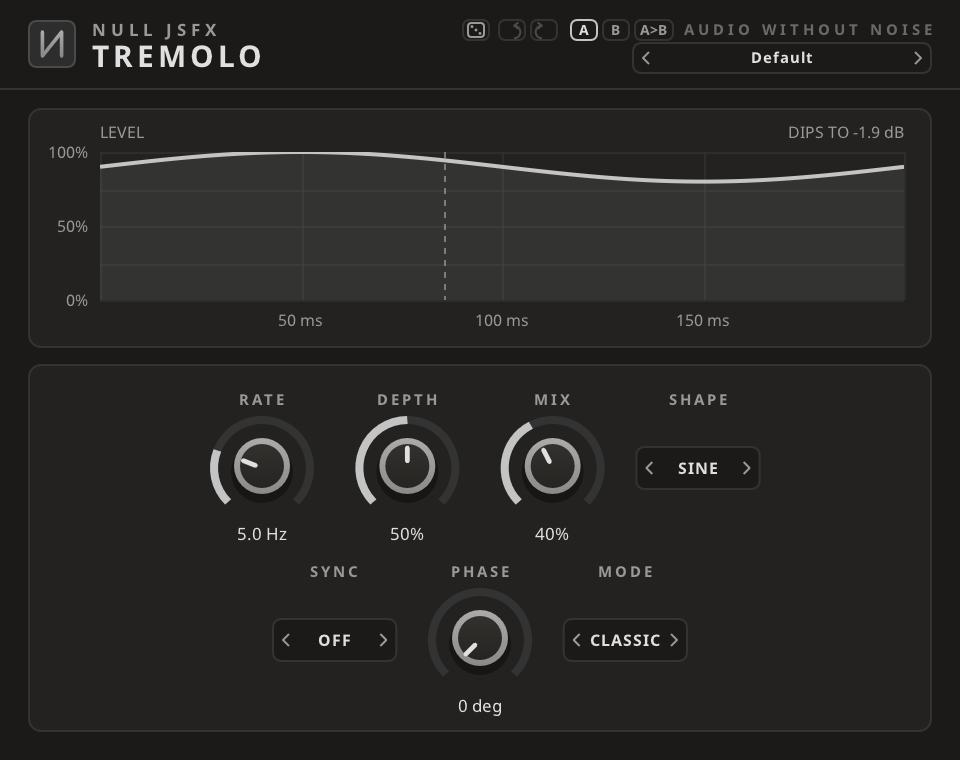 NULL JSFX
TREMOLO
A B A>B AUDIO WITHOUT NOISE
Default
LEVEL DIPS TO -1.9 dB
100%
50%
0%
50 ms 100 ms 150 ms
RATE DEPTH MIX SHAPE
SINE
5.0 Hz 50% 40%
SYNC PHASE MODE
OFF CLASSIC
0 deg